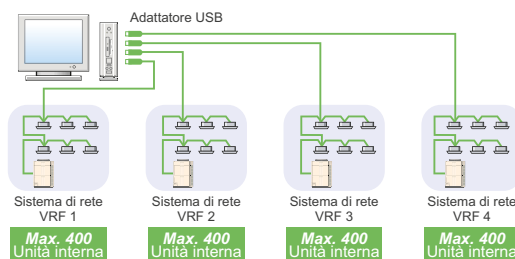 Adattatore USB
Sistema di rete
VRF 1
Max. 400
Unità interna
Sistema di rete
VRF 2
Max. 400
Unità interna
Sistema di rete
VRF 3
Max. 400
Unità interna
Sistema di rete
VRF 4
Max. 400
Unità interna